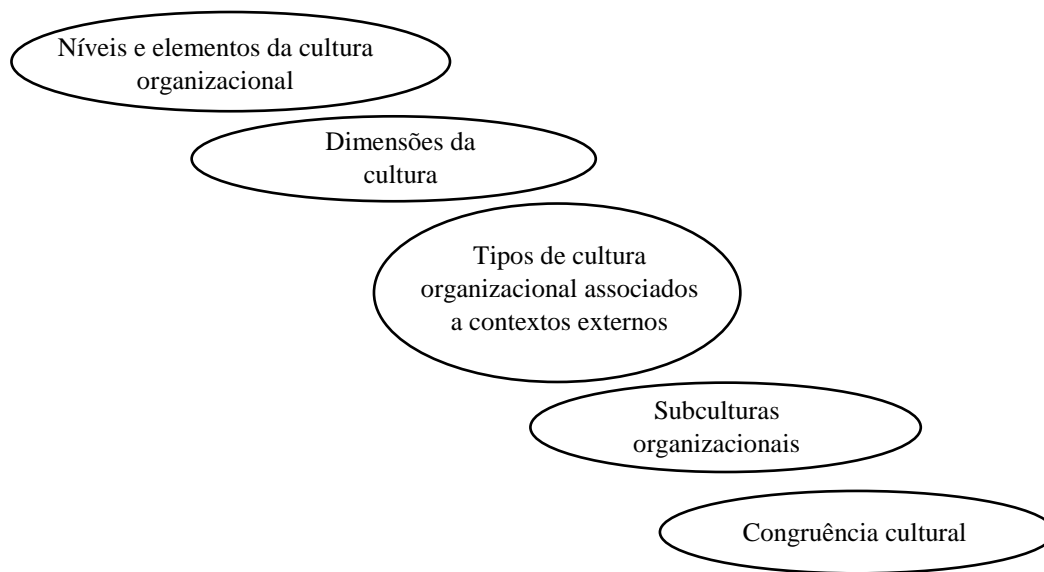 Níveis e elementos da cultura
organizacional
Dimensões da
cultura
Tipos de cultura
organizacional associados
a contextos externos
Subculturas
organizacionais
Congruência cultural